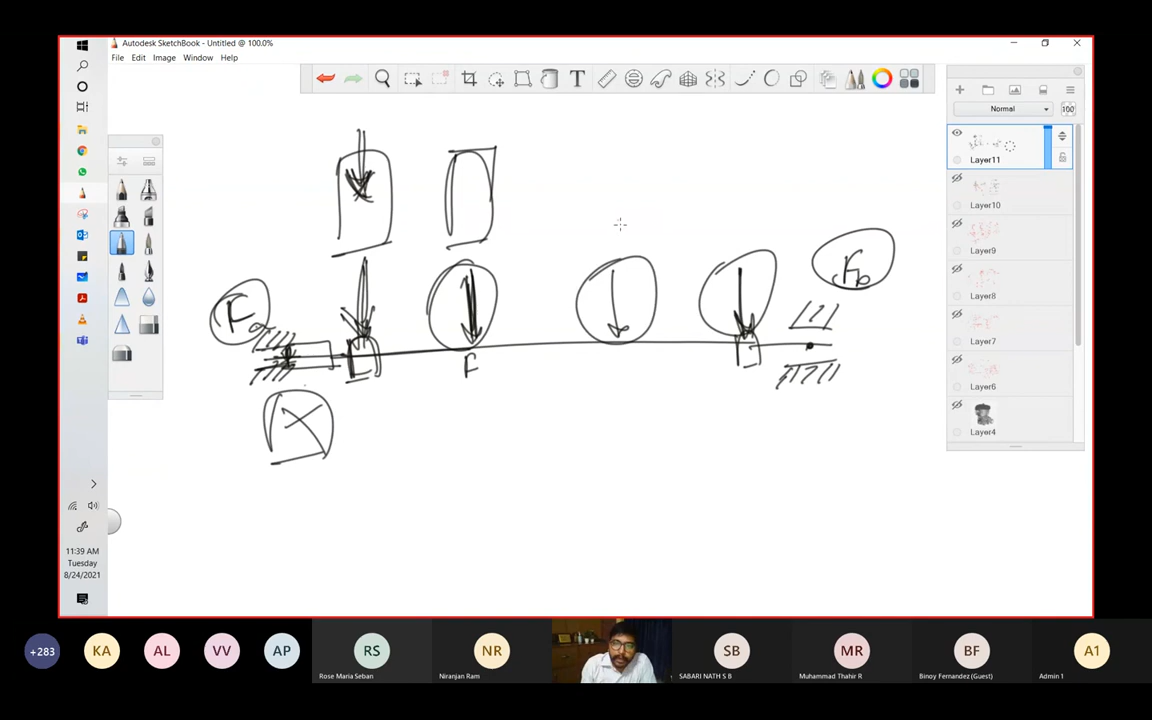 Autodesk SketchBook - Untitled @ 100.0%
File Edit Image Window Help
T
Normal
100
Layer11
Layer10
Layer9
Layer8
Layer7
Layer6
Layer4
Fa
Fb
F
11:39 AM
Tuesday
8/24/2021
+283
KA
AL
VV
AP
RS
Rose Maria Seban
NR
Niranjan Ram
SB
SABARI NATH S B
MR
Muhammad Thahir R
BF
Binoy Fernandez (Guest)
A1
Admin 1